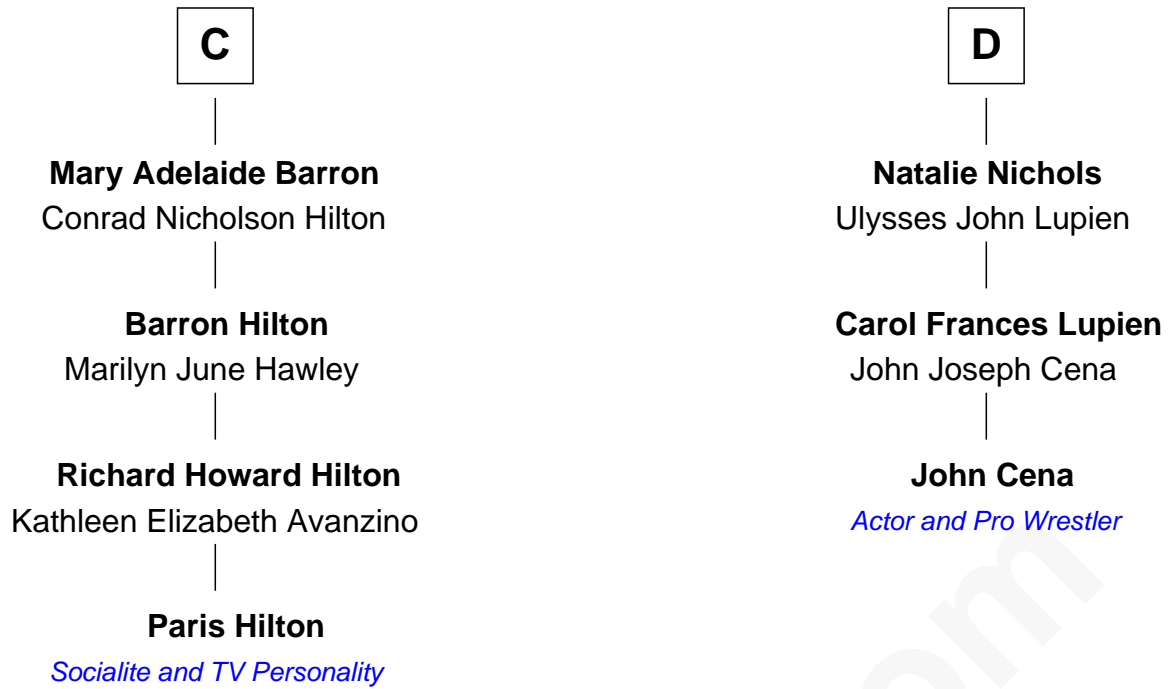 C
Mary Adelaide Barron
Conrad Nicholson Hilton
Barron Hilton
Marilyn June Hawley
Richard Howard Hilton
Kathleen Elizabeth Avanzino
Paris Hilton
Socialite and TV Personality
D
Natalie Nichols
Ulysses John Lupien
Carol Frances Lupien
John Joseph Cena
John Cena
Actor and Pro Wrestler
om